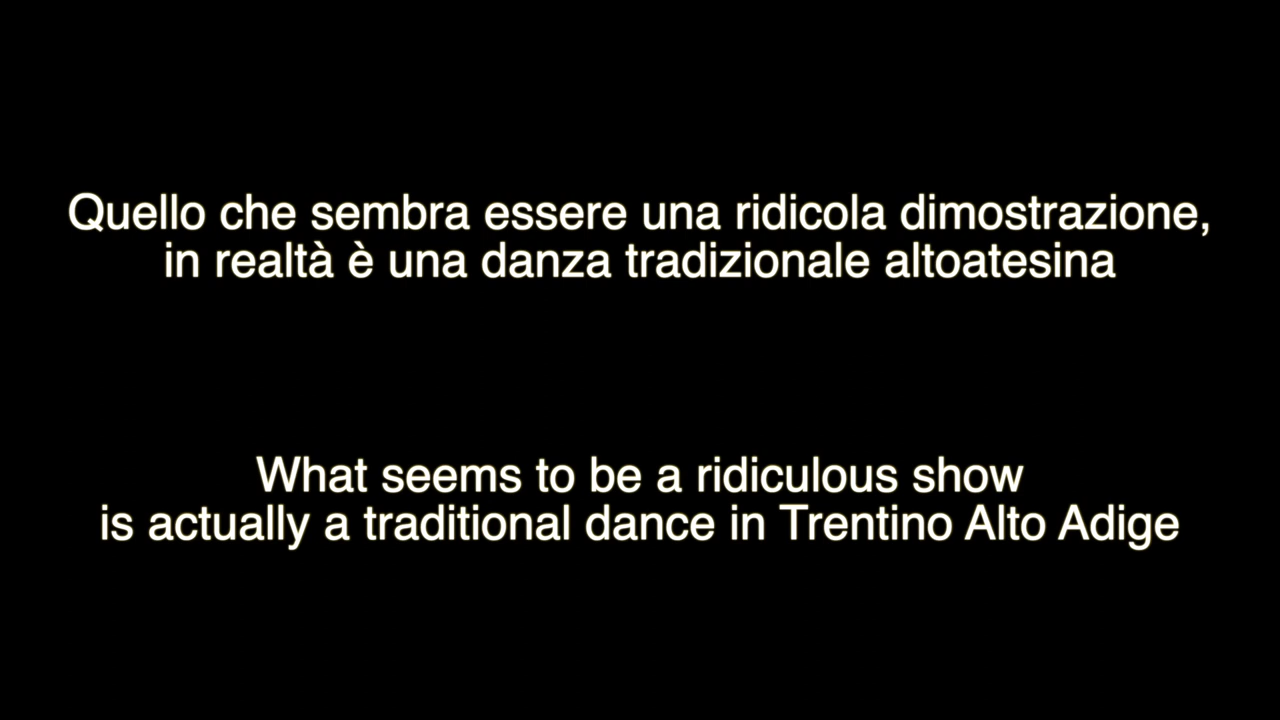 Quello che sembra essere una ridicola dimostrazione,
in realtà è una danza tradizionale altoatesina
What seems to be a ridiculous show
is actually a traditional dance in Trentino Alto Adige